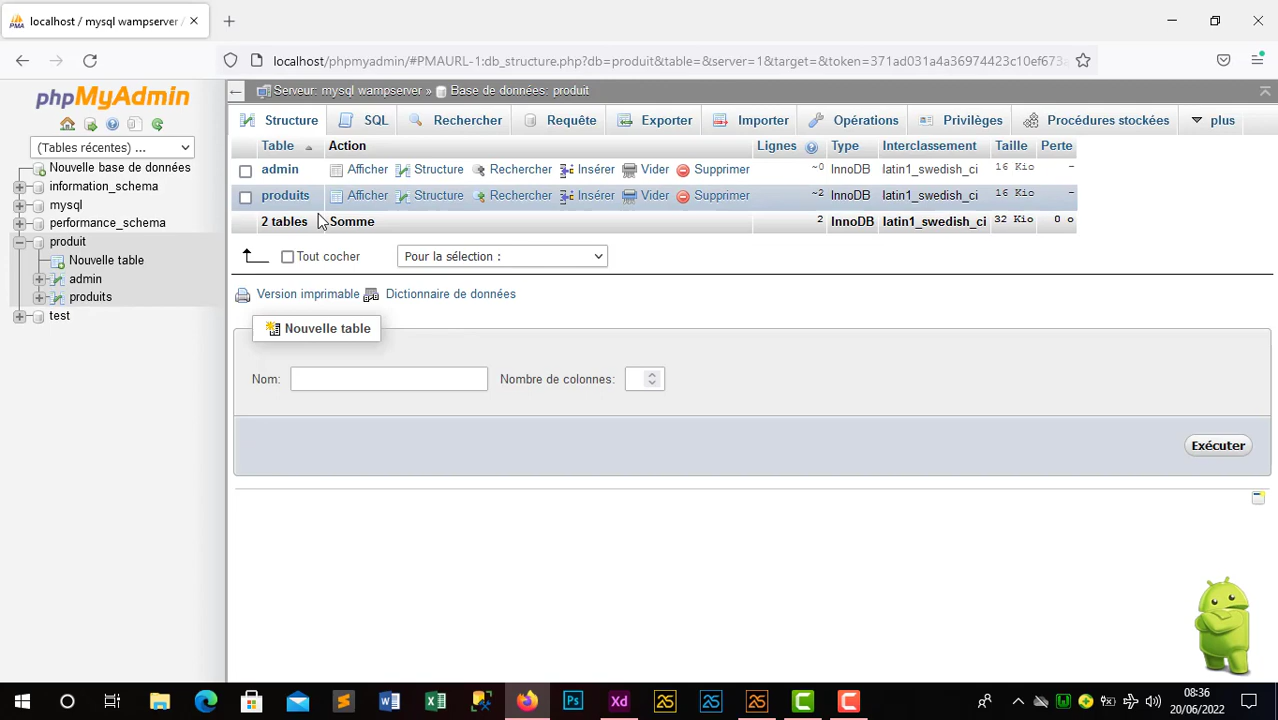 localhost / mysql wampserver /
localhost/phpmyadmin/#PMAURL-1:db_structure.php?db=produit&table=&server=1&target=&token=371ad031a4a36974423c10ef673a
phpMyAdmin
(Tables récentes) ...
Nouvelle base de données
information_schema
mysql
performance_schema
produit
Nouvelle table
admin
produits
test
Serveur: mysql wampserver » Base de données: produit
Structure SQL Rechercher Requête Exporter Importer Opérations Privilèges Procédures stockées plus
Table Action Lignes Type Interclassement Taille Perte
admin Afficher Structure Rechercher Insérer Vider Supprimer ~0 InnoDB latin1_swedish_ci 16 Kio -
produits Afficher Structure Rechercher Insérer Vider Supprimer ~2 InnoDB latin1_swedish_ci 16 Kio -
2 tables Somme 2 InnoDB latin1_swedish_ci 32 Kio 0 o
Tout cocher Pour la sélection :
Version imprimable Dictionnaire de données
Nouvelle table
Nom: Nombre de colonnes:
Exécuter
08:36
20/06/2022